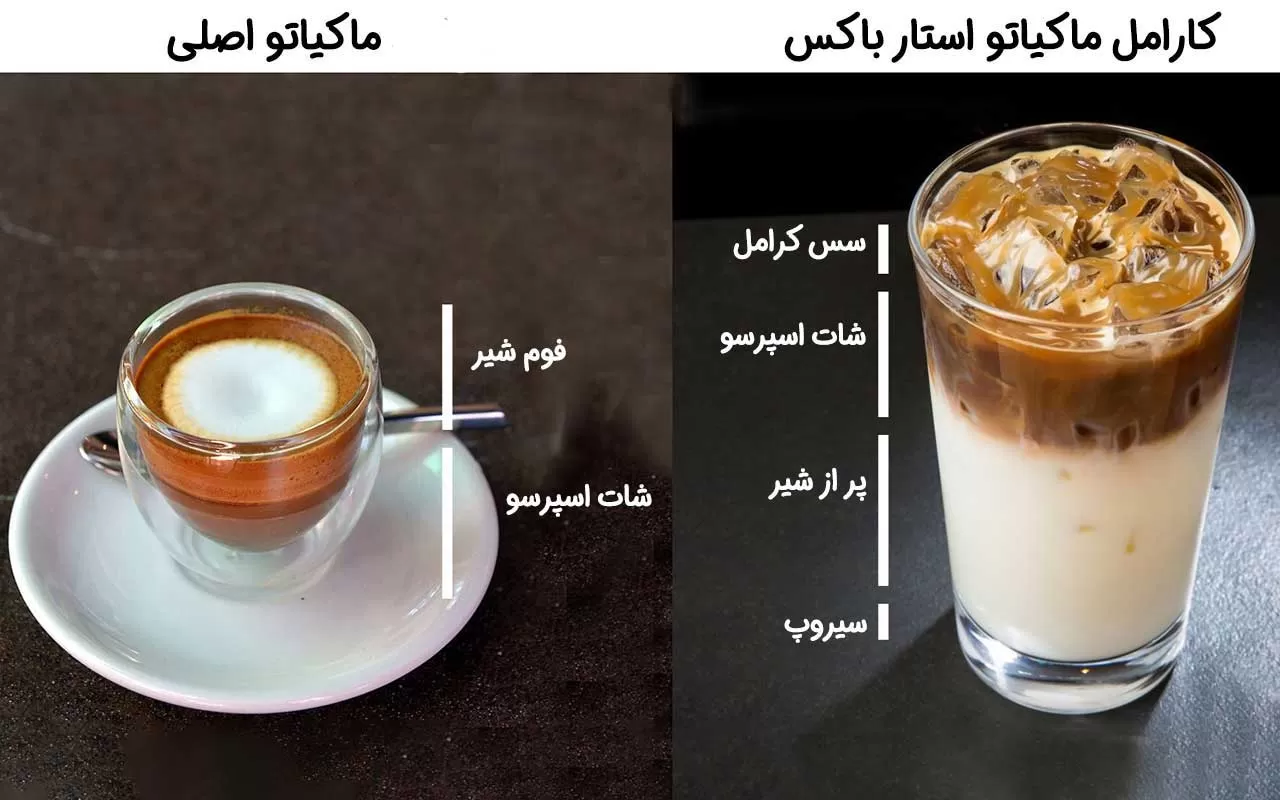 کارامل ماکیاتو استار باکس
ماکیاتو اصلی
سس کرامل
شات اسپرسو
پر از شیر
سیروپ
فوم شیر
شات اسپرسو